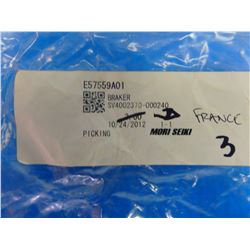 E57559A01
BRAKER
SV4002370-000240
10/24/2012 1-1
PICKING MORI SEIKI
FRANCE
3